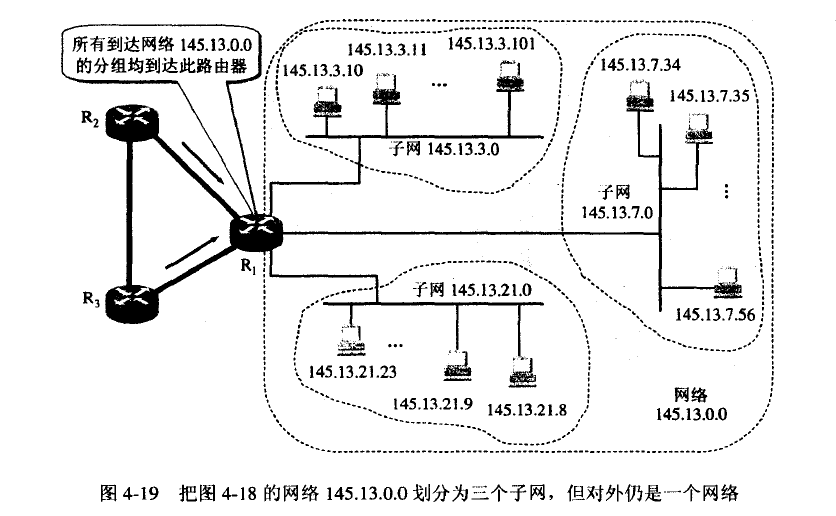 所有到达网络 145.13.0.0
的分组均到达此路由器
145.13.3.10
145.13.3.11
···
145.13.3.101
子网 145.13.3.0
145.13.7.34
145.13.7.35
子网
145.13.7.0
⋮
145.13.7.56
R₂
R₁
R₃
子网 145.13.21.0
145.13.21.23
···
145.13.21.9
145.13.21.8
网络
145.13.0.0
图 4-19 把图 4-18 的网络 145.13.0.0 划分为三个子网，但对外仍是一个网络